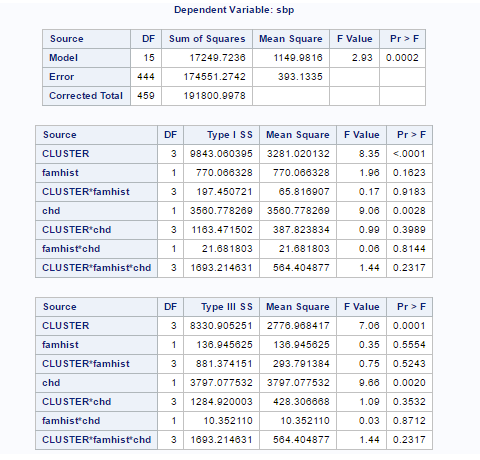 Dependent Variable: sbp
Source DF Sum of Squares Mean Square F Value Pr > F
Model 15 17249.7236 1149.9816 2.93 0.0002
Error 444 174551.2742 393.1335
Corrected Total 459 191800.9978
Source DF Type I SS Mean Square F Value Pr > F
CLUSTER 3 9843.060395 3281.020132 8.35 <.0001
famhist 1 770.066328 770.066328 1.96 0.1623
CLUSTER*famhist 3 197.450721 65.816907 0.17 0.9183
chd 1 3560.778269 3560.778269 9.06 0.0028
CLUSTER*chd 3 1163.471502 387.823834 0.99 0.3989
famhist*chd 1 21.681803 21.681803 0.06 0.8144
CLUSTER*famhist*chd 3 1693.214631 564.404877 1.44 0.2317
Source DF Type III SS Mean Square F Value Pr > F
CLUSTER 3 8330.905251 2776.968417 7.06 0.0001
famhist 1 136.945625 136.945625 0.35 0.5554
CLUSTER*famhist 3 881.374151 293.791384 0.75 0.5243
chd 1 3797.077532 3797.077532 9.66 0.0020
CLUSTER*chd 3 1284.920003 428.306668 1.09 0.3532
famhist*chd 1 10.352110 10.352110 0.03 0.8712
CLUSTER*famhist*chd 3 1693.214631 564.404877 1.44 0.2317